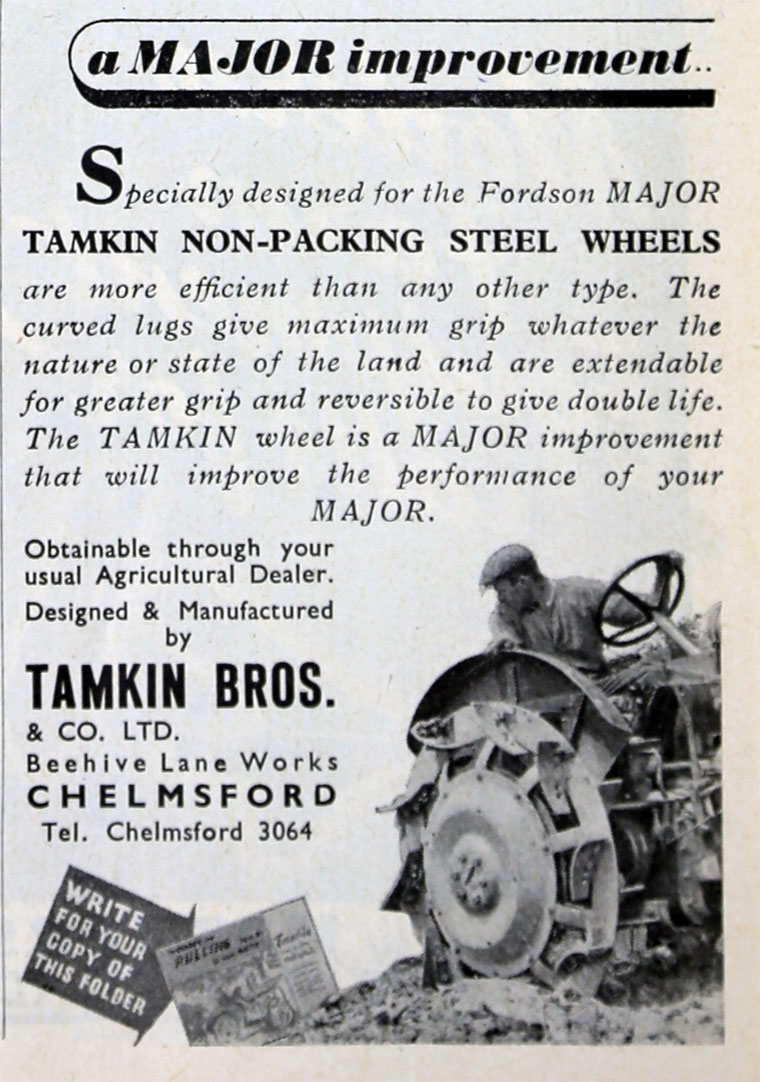 a MAJOR improvement..
Specially designed for the Fordson MAJOR
TAMKIN NON-PACKING STEEL WHEELS
are more efficient than any other type. The
curved lugs give maximum grip whatever the
nature or state of the land and are extendable
for greater grip and reversible to give double life.
The TAMKIN wheel is a MAJOR improvement
that will improve the performance of your
MAJOR.
Obtainable through your
usual Agricultural Dealer.
Designed & Manufactured
by
TAMKIN BROS.
& CO. LTD.
Beehive Lane Works
CHELMSFORD
Tel. Chelmsford 3064
WRITE
FOR YOUR
COPY OF
THIS FOLDER
PULLING